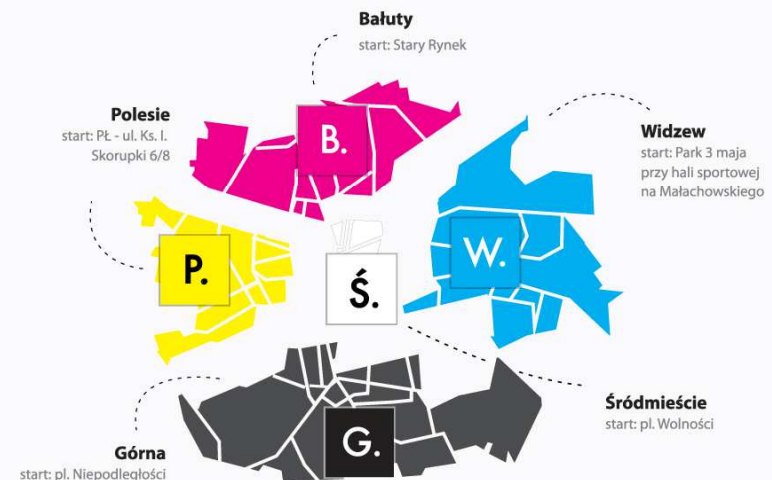 Bałuty
start: Stary Rynek
Polesie
start: PŁ - ul. Ks. I.
Skorupki 6/8
B.
Widzew
start: Park 3 maja
przy hali sportowej
na Małachowskiego
P.
Ś.
W.
Śródmieście
start: pl. Wolności
G.
Górna
start: pl. Niepodległości